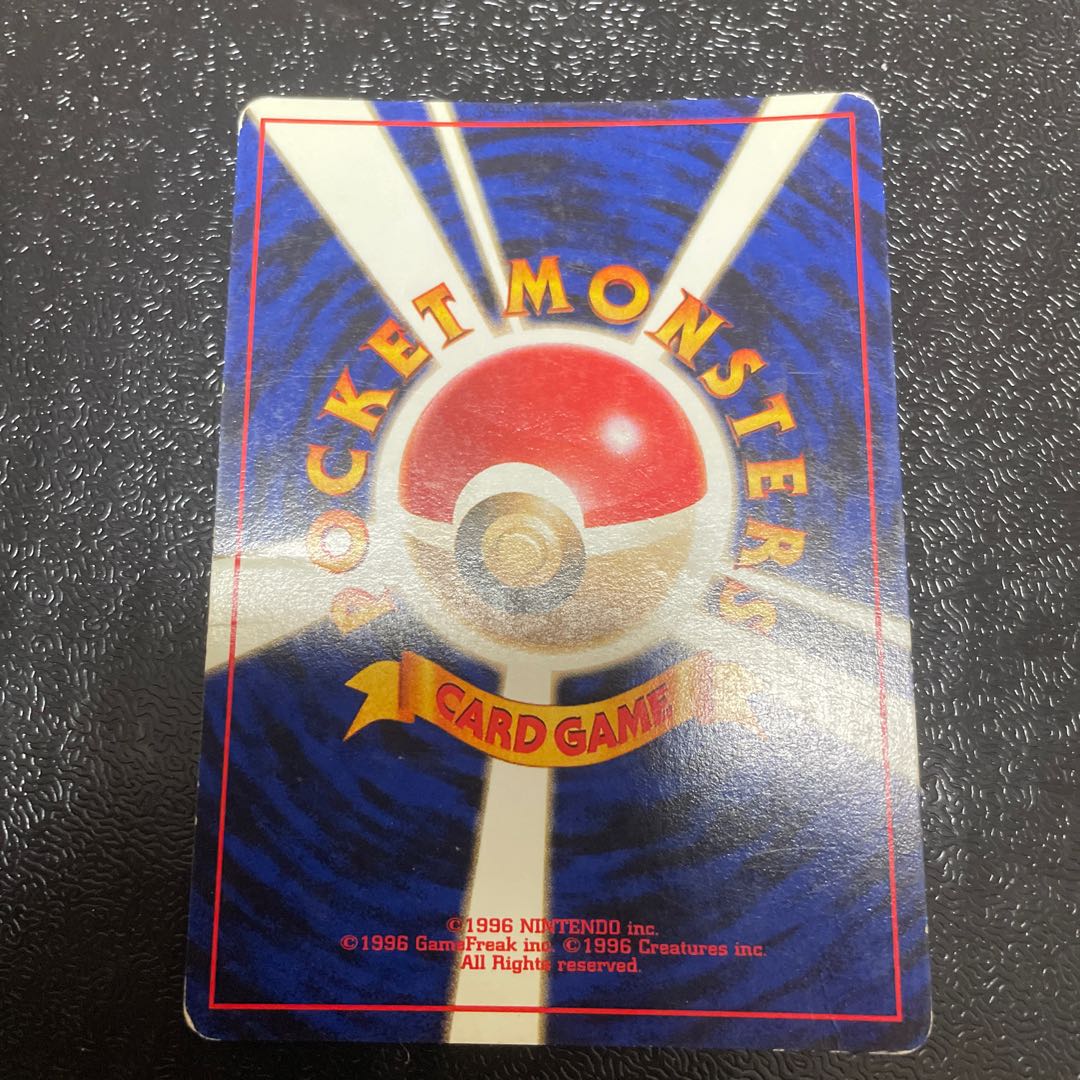 POCKET MONSTERS
CARD GAME
©1996 NINTENDO inc.
©1996 GameFreak inc. ©1996 Creatures inc.
All Rights reserved.